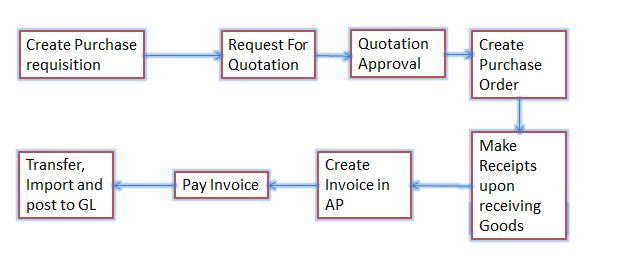 Create Purchase
requisition
Request For
Quotation
Quotation
Approval
Create
Purchase
Order
Make
Receipts
upon
receiving
Goods
Create
Invoice in
AP
Pay Invoice
Transfer,
Import and
post to GL